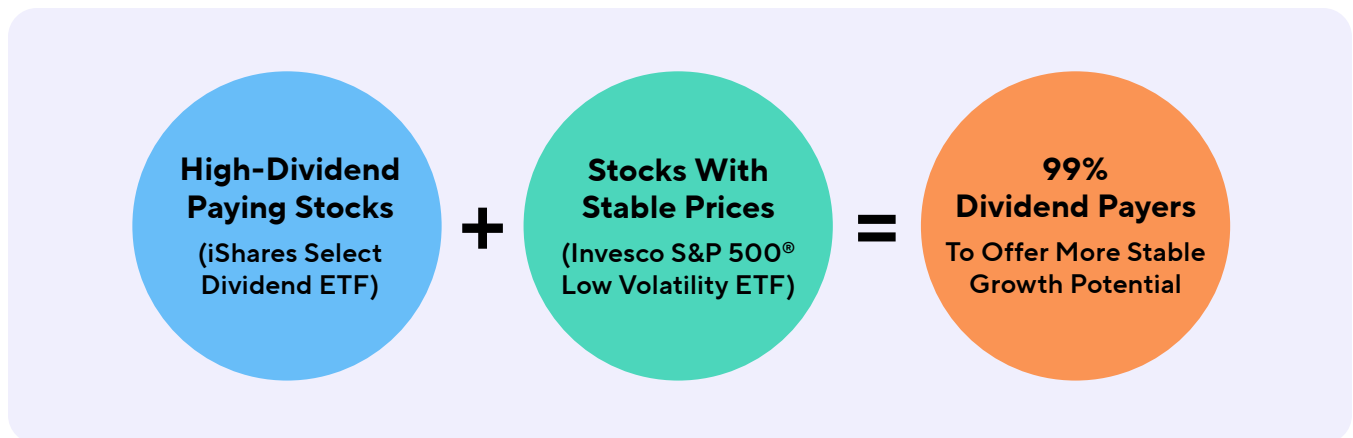 High-Dividend
Paying Stocks
(iShares Select
Dividend ETF)
+
Stocks With
Stable Prices
(Invesco S&P 500®
Low Volatility ETF)
=
99%
Dividend Payers
To Offer More Stable
Growth Potential